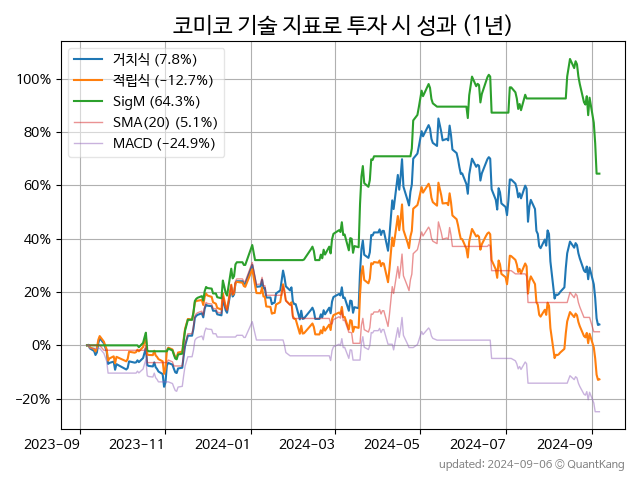 코미코 기술 지표로 투자 시 성과 (1년)
거치식 (7.8%)
적립식 (−12.7%)
SigM (64.3%)
SMA(20) (5.1%)
MACD (−24.9%)
100%
80%
60%
40%
20%
0%
−20%
2023-09 2023-11 2024-01 2024-03 2024-05 2024-07 2024-09
updated: 2024-09-06 © QuantKang